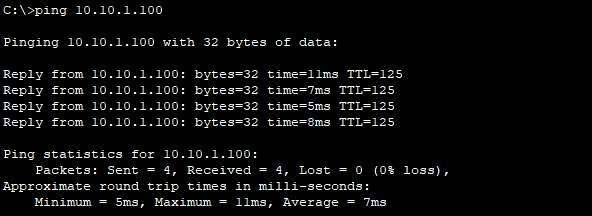 C:\>ping 10.10.1.100

Pinging 10.10.1.100 with 32 bytes of data:

Reply from 10.10.1.100: bytes=32 time=11ms TTL=125
Reply from 10.10.1.100: bytes=32 time=7ms TTL=125
Reply from 10.10.1.100: bytes=32 time=5ms TTL=125
Reply from 10.10.1.100: bytes=32 time=8ms TTL=125

Ping statistics for 10.10.1.100:
    Packets: Sent = 4, Received = 4, Lost = 0 (0% loss),
Approximate round trip times in milli-seconds:
    Minimum = 5ms, Maximum = 11ms, Average = 7ms